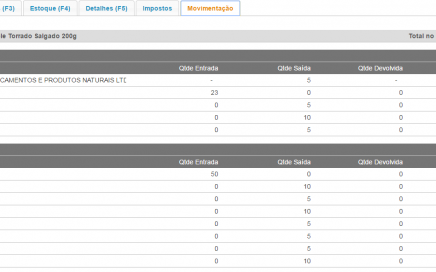 (F3) Estoque (F4) Detalhes (F6) Impostos Movimentação
le Torrado Salgado 200g Total no
Qtde Entrada Qtde Saída Qtde Devolvida
CAMENTOS E PRODUTOS NATURAIS LTD - 5 -
23 0 0
0 5 0
0 10 0
0 5 0
Qtde Entrada Qtde Saída Qtde Devolvida
50 0 0
0 10 0
0 5 0
0 10 0
0 5 0
0 5 0
0 5 0
0 10 0